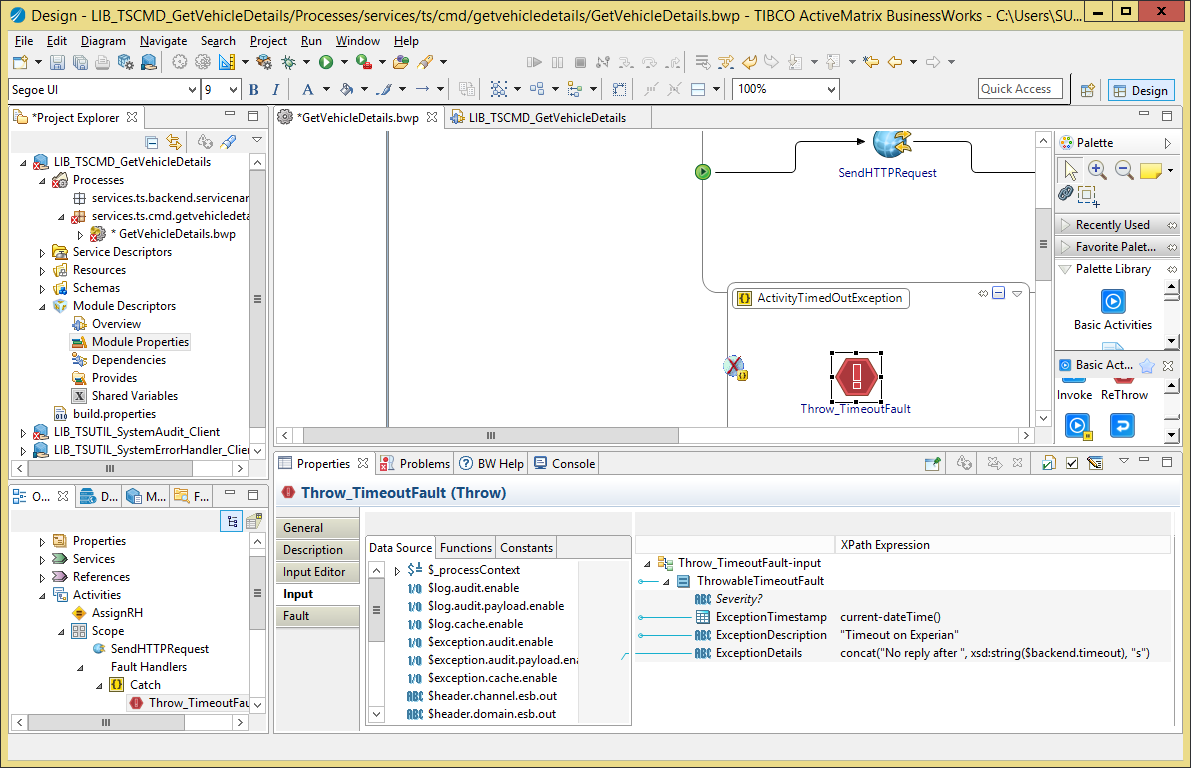 Design - LIB_TSCMD_GetVehicleDetails/Processes/services/ts/cmd/getvehicledetails/GetVehicleDetails.bwp - TIBCO ActiveMatrix BusinessWorks - C:\Users\SU...
File Edit Diagram Navigate Search Project Run Window Help
Segoe UI 9 B I A 100% Quick Access Design
*Project Explorer
LIB_TSCMD_GetVehicleDetails
Processes
services.ts.backend.servicenar
services.ts.cmd.getvehicledeta
* GetVehicleDetails.bwp
Service Descriptors
Resources
Schemas
Module Descriptors
Overview
Module Properties
Dependencies
Provides
Shared Variables
build.properties
LIB_TSUTIL_SystemAudit_Client
LIB_TSUTIL_SystemErrorHandler_Clie
*GetVehicleDetails.bwp LIB_TSCMD_GetVehicleDetails
SendHTTPRequest
ActivityTimedOutException
Throw_TimeoutFault
Palette
Recently Used
Favorite Palet...
Palette Library
Basic Activities
Basic Act...
Invoke ReThrow
O... D... M... F...
Properties
Services
References
Activities
AssignRH
Scope
SendHTTPRequest
Fault Handlers
Catch
Throw_TimeoutFau
Properties Problems BW Help Console
Throw_TimeoutFault (Throw)
General
Description
Input Editor
Input
Fault
Data Source Functions Constants
$_processContext
$log.audit.enable
$log.audit.payload.enable
$log.cache.enable
$exception.audit.enable
$exception.audit.payload.ena
$exception.cache.enable
$header.channel.esb.out
$header.domain.esb.out
XPath Expression
Throw_TimeoutFault-input
ThrowableTimeoutFault
Severity?
ExceptionTimestamp current-dateTime()
ExceptionDescription "Timeout on Experian"
ExceptionDetails concat("No reply after ", xsd:string($backend.timeout), "s")